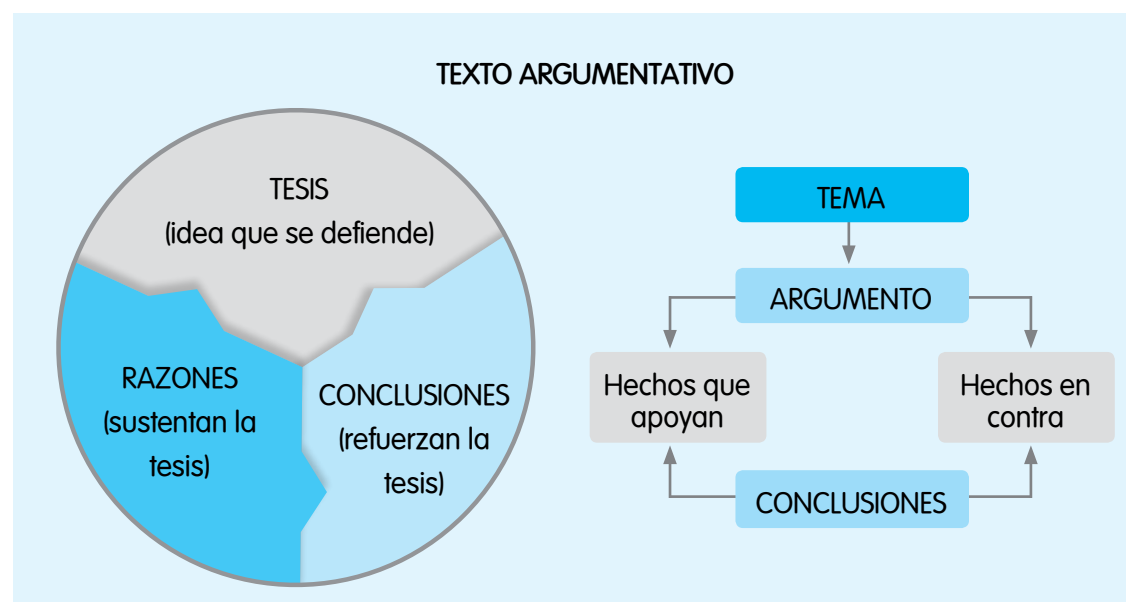 TEXTO ARGUMENTATIVO
TESIS
(idea que se defiende)
RAZONES
(sustentan la
tesis)
CONCLUSIONES
(refuerzan la
tesis)
TEMA
ARGUMENTO
Hechos que
apoyan
Hechos en
contra
CONCLUSIONES